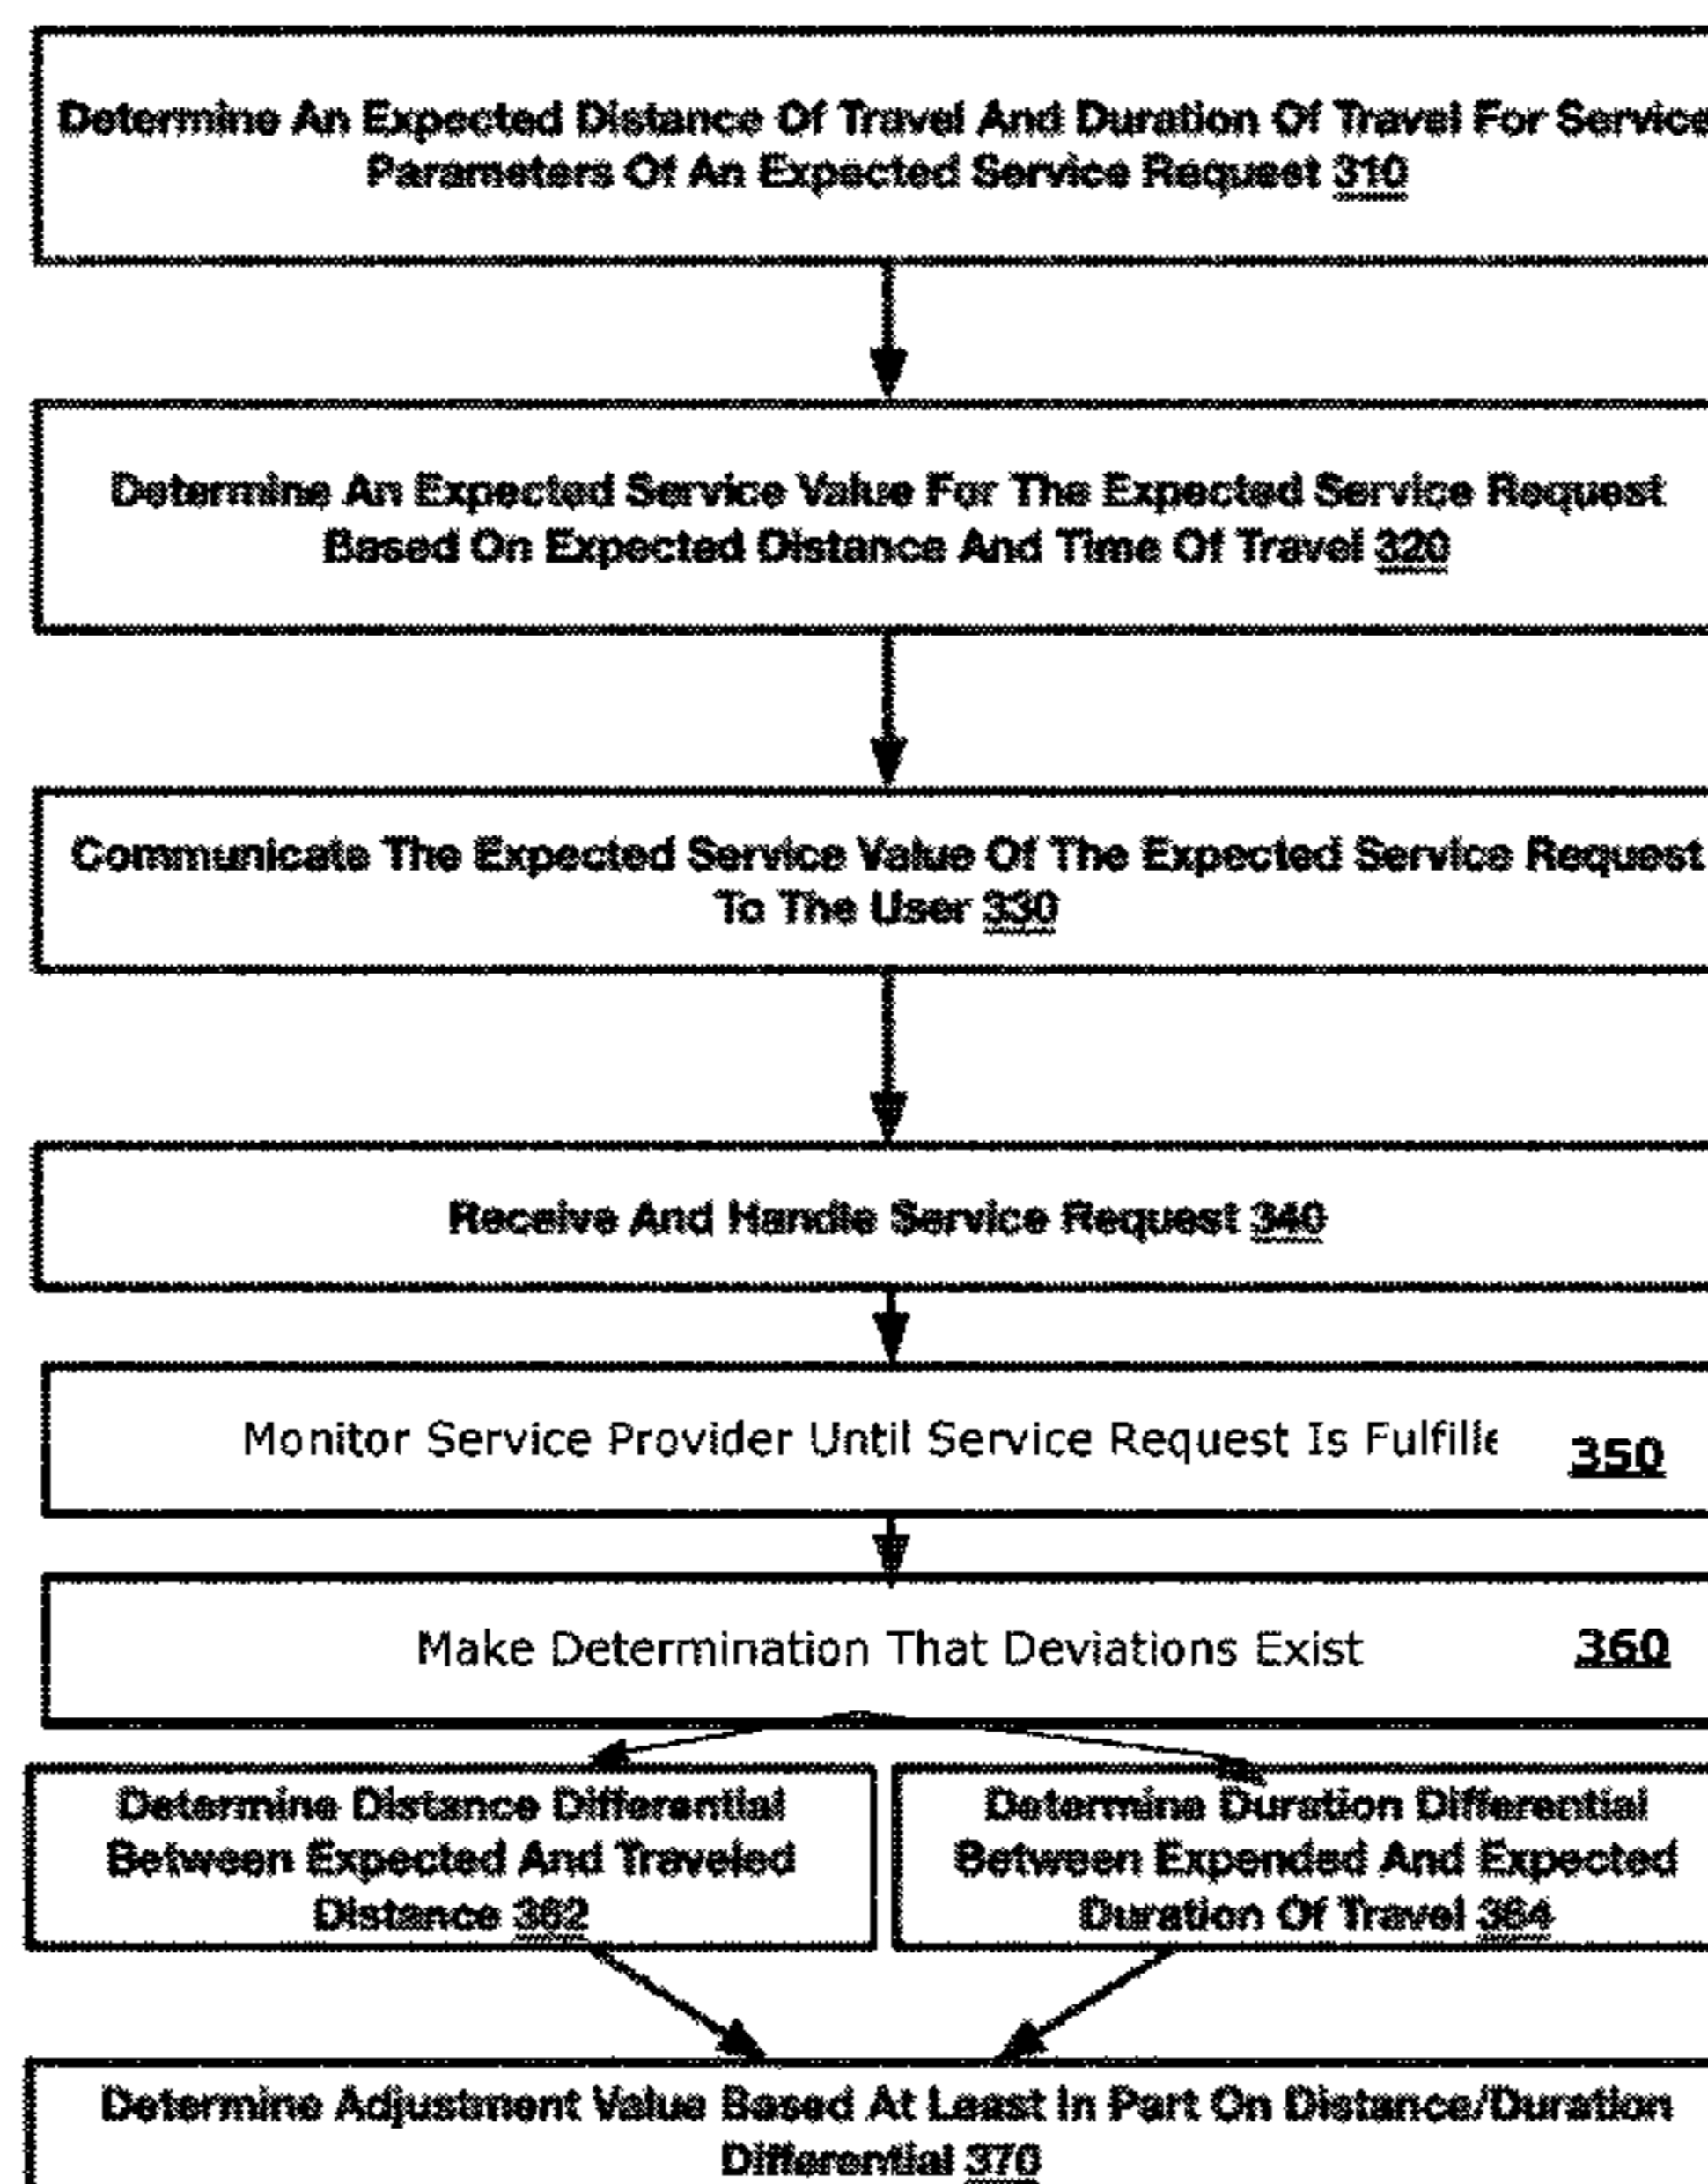 Determine An Expected Distance Of Travel And Duration Of Travel For Service
Parameters Of An Expected Service Request 310
Determine An Expected Service Value For The Expected Service Request
Based On Expected Distance And Time Of Travel 320
Communicate The Expected Service Value Of The Expected Service Request
To The User 330
Receive And Handle Service Request 340
Monitor Service Provider Until Service Request Is Fulfille 350
Make Determination That Deviations Exist 360
Determine Distance Differential
Between Expected And Traveled
Distance 362
Determine Duration Differential
Between Expended And Expected
Duration Of Travel 364
Determine Adjustment Value Based At Least In Part On Distance/Duration
Differential 370